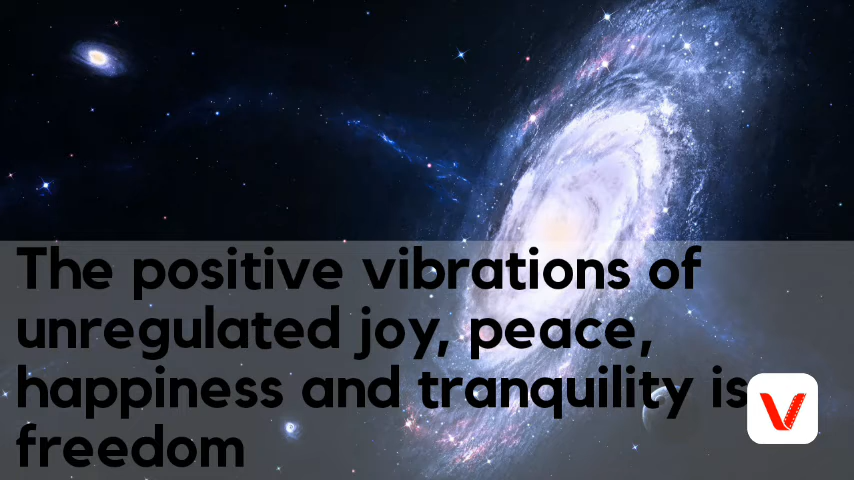 The positive vibrations of
unregulated joy, peace,
happiness and tranquility is
freedom